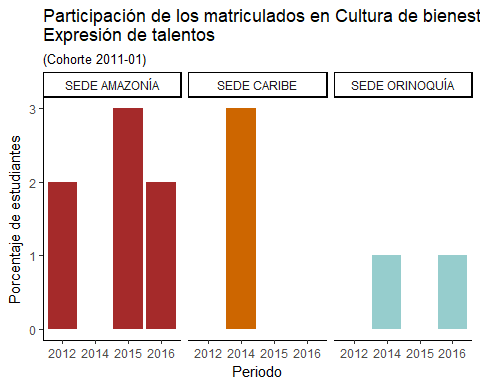 Participación de los matriculados en Cultura de bienest
Expresión de talentos
(Cohorte 2011-01)
SEDE AMAZONÍA SEDE CARIBE SEDE ORINOQUÍA
Porcentaje de estudiantes
3
2
1
0
2012 2014 2015 2016 2012 2014 2015 2016 2012 2014 2015 2016
Periodo